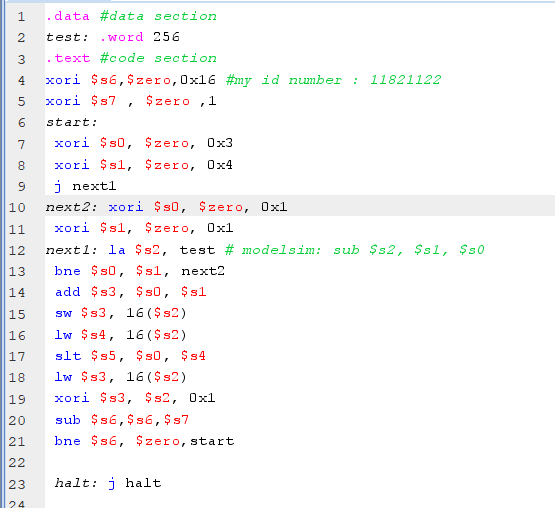 1 .data #data section
2 test: .word 256
3 .text #code section
4 xori $s6,$zero,0x16 #my id number : 11821122
5 xori $s7 , $zero ,1
6 start:
7 xori $s0, $zero, 0x3
8 xori $s1, $zero, 0x4
9 j next1
10 next2: xori $s0, $zero, 0x1
11 xori $s1, $zero, 0x1
12 next1: la $s2, test # modelsim: sub $s2, $s1, $s0
13 bne $s0, $s1, next2
14 add $s3, $s0, $s1
15 sw $s3, 16($s2)
16 lw $s4, 16($s2)
17 slt $s5, $s0, $s4
18 lw $s3, 16($s2)
19 xori $s3, $s2, 0x1
20 sub $s6,$s6,$s7
21 bne $s6, $zero,start
22
23 halt: j halt
24